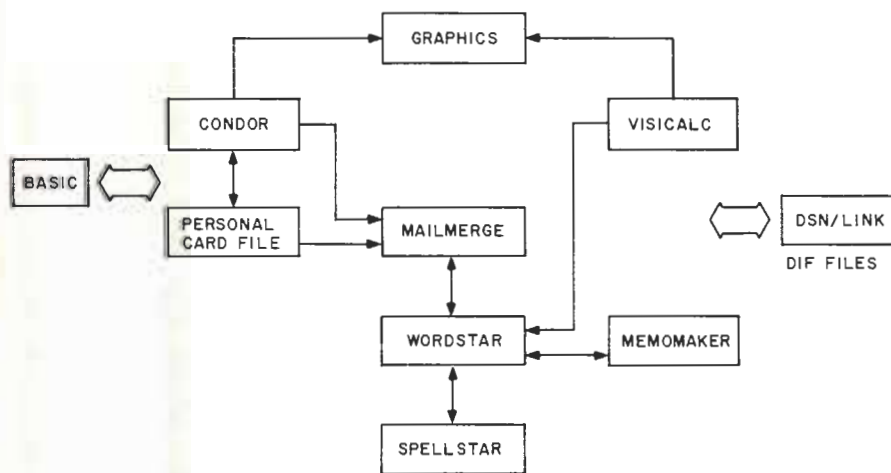 GRAPHICS
CONDOR
VISICALC
BASIC
PERSONAL
CARD FILE
MAILMERGE
DSN/LINK
DIF FILES
WORDSTAR
MEMOMAKER
SPELLSTAR